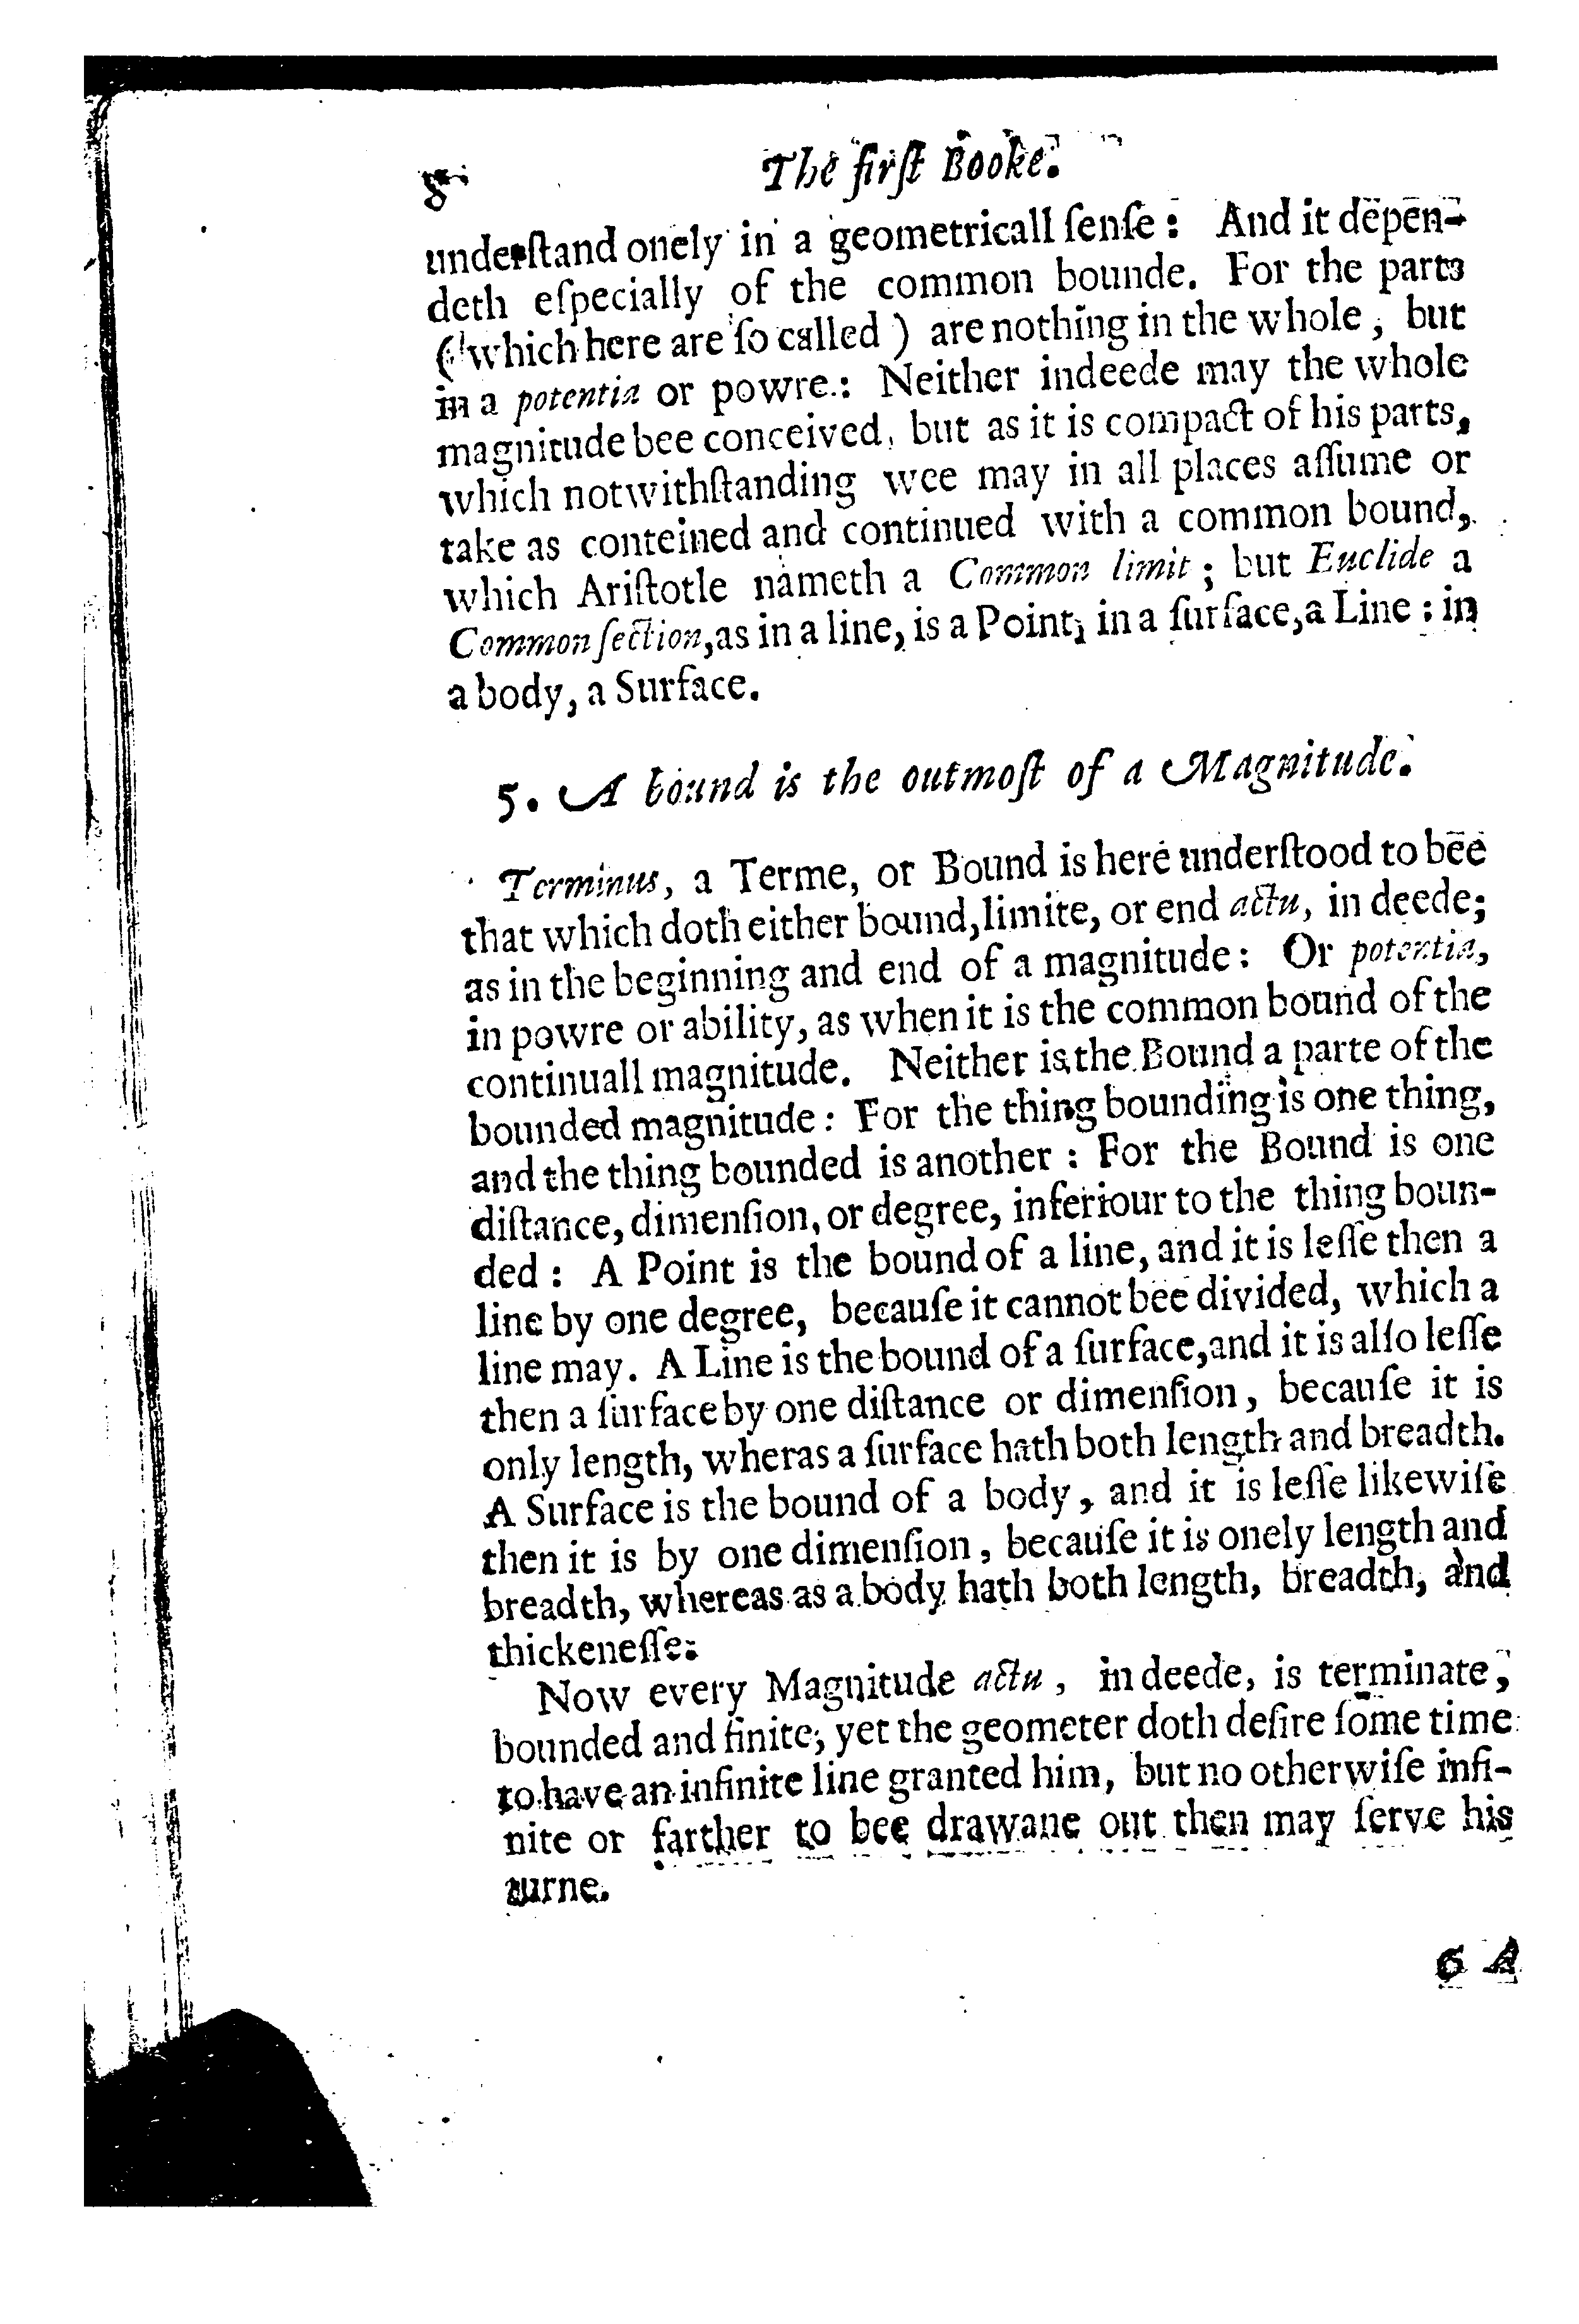 8 The firſt Booke.
underſtand onely in a geometricall ſenſe: And it depen-
deth eſpecially of the common bounde. For the parts
(which here are ſo called) are nothing in the whole, but
in a potentia or powre: Neither indeede may the whole
magnitude bee conceived, but as it is compact of his parts,
which notwithſtanding wee may in all places aſſume or
take as conteined and continued with a common bound,
which Ariſtotle nameth a Common limit; but Euclide a
Common ſection, as in a line, is a Point, in a ſurface, a Line: in
a body, a Surface.
5. A bound is the outmoſt of a Magnitude.
Terminus, a Terme, or Bound is here underſtood to bee
that which doth either bound, limite, or end actu, in deede;
as in the beginning and end of a magnitude: Or potentia,
in powre or ability, as when it is the common bound of the
continuall magnitude. Neither is the Bound a parte of the
bounded magnitude: For the thing bounding is one thing,
and the thing bounded is another: For the Bound is one
diſtance, dimenſion, or degree, inferiour to the thing boun-
ded: A Point is the bound of a line, and it is leſſe then a
line by one degree, becauſe it cannot bee divided, which a
line may. A Line is the bound of a ſurface, and it is alſo leſſe
then a ſurface by one diſtance or dimenſion, becauſe it is
only length, wheras a ſurface hath both length and breadth.
A Surface is the bound of a body, and it is leſſe likewiſe
then it is by one dimenſion, becauſe it is onely length and
breadth, whereas as a body hath both length, breadth, and
thickeneſſe.
Now every Magnitude actu, in deede, is terminate,
bounded and finite, yet the geometer doth deſire ſome time
to have an infinite line granted him, but no otherwiſe infi-
nite or farther to bee drawane out then may ſerve his
turne.
6 A